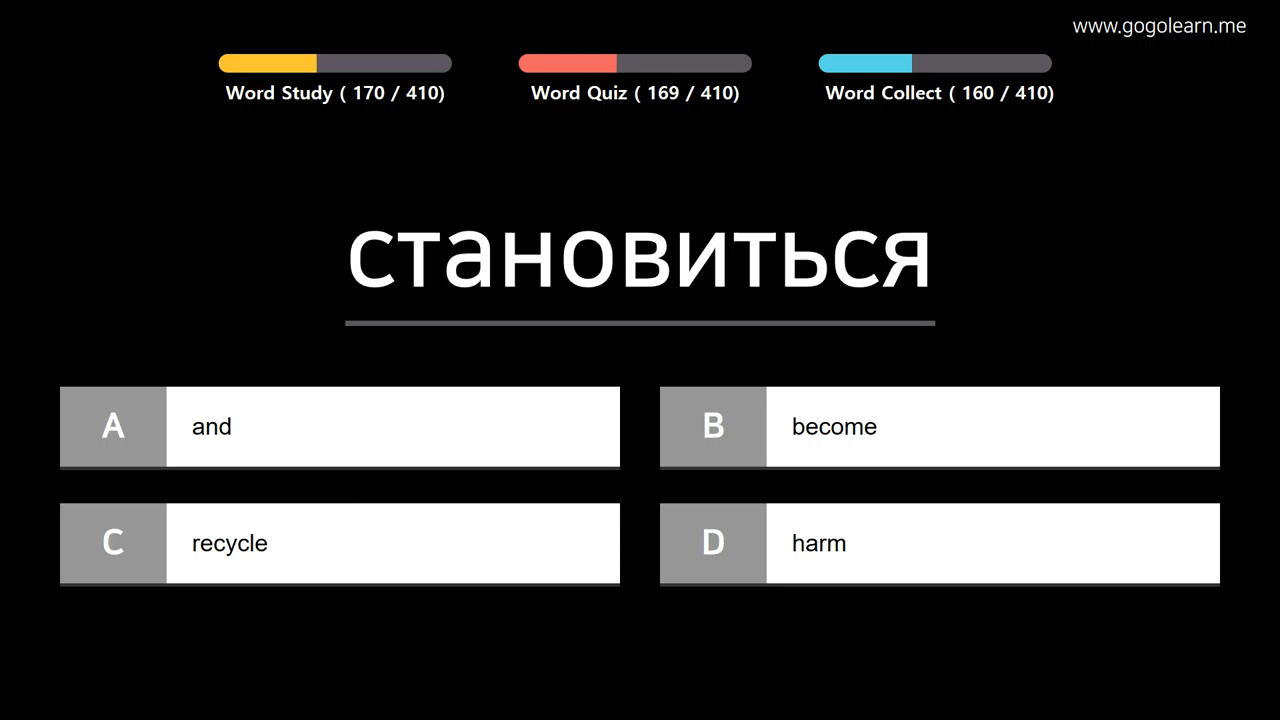 www.gogolearn.me
Word Study ( 170 / 410)
Word Quiz ( 169 / 410)
Word Collect ( 160 / 410)
становиться
A and
B become
C recycle
D harm